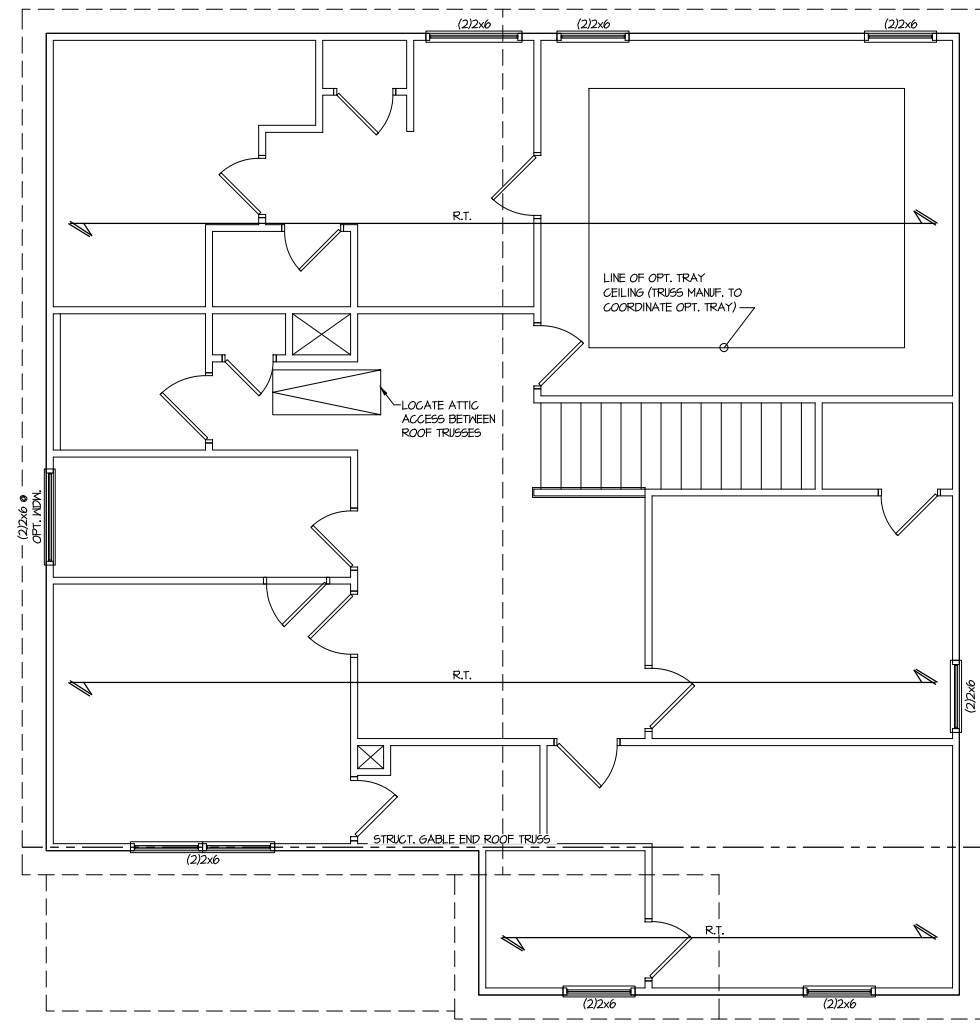 (2)2x6
(2)2x6
(2)2x6
R.T.
LINE OF OPT. TRAY
CEILING (TRUSS MANUF. TO
COORDINATE OPT. TRAY)
LOCATE ATTIC
ACCESS BETWEEN
ROOF TRUSSES
(2)2x6 @
OPT. WDW.
R.T.
(2)2x6
STRUCT. GABLE END ROOF TRUSS
(2)2x6
R.T.
(2)2x6
(2)2x6